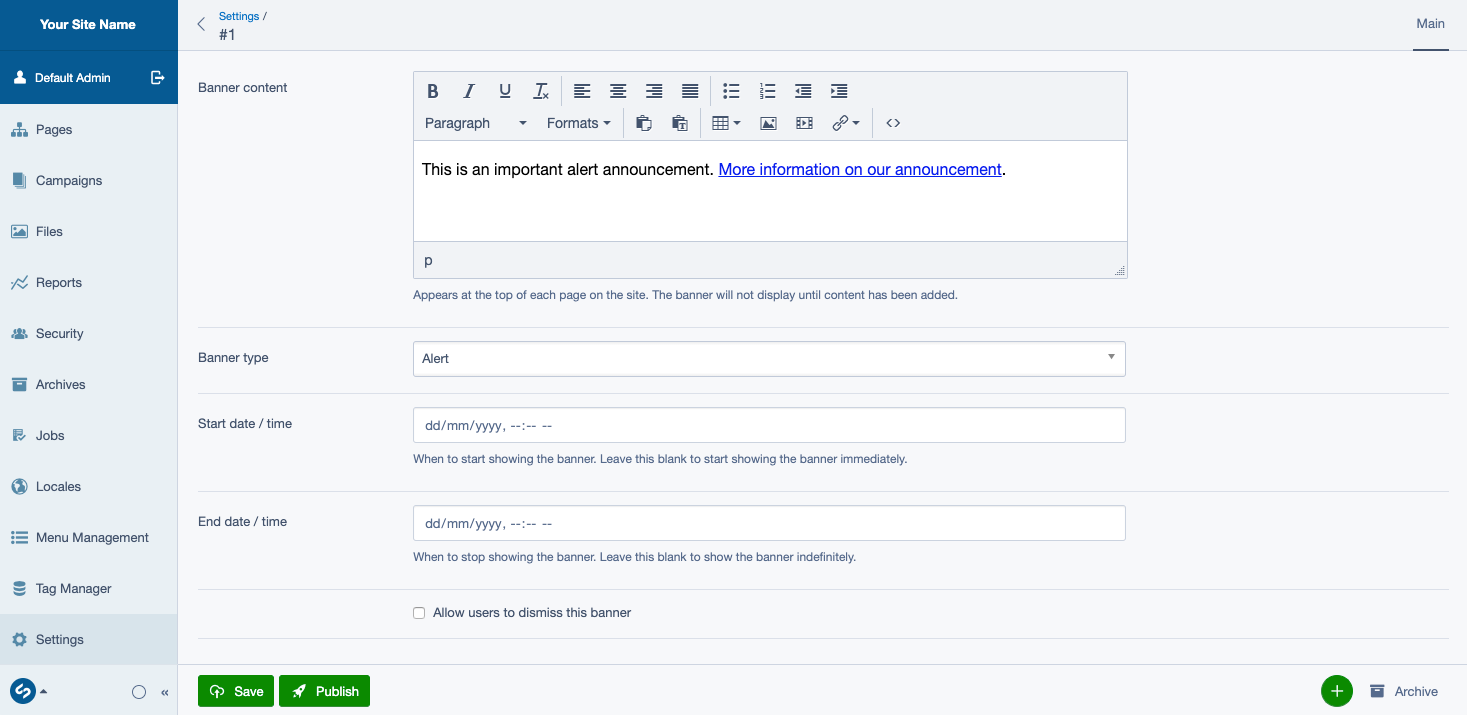 Your Site Name
Default Admin
Pages
Campaigns
Files
Reports
Security
Archives
Jobs
Locales
Menu Management
Tag Manager
Settings
«
Settings /
#1
Main
Banner content
B I U Tx
Paragraph Formats <>
This is an important alert announcement. More information on our announcement.
p
Appears at the top of each page on the site. The banner will not display until content has been added.
Banner type
Alert
Start date / time
dd/mm/yyyy, --:-- --
When to start showing the banner. Leave this blank to start showing the banner immediately.
End date / time
dd/mm/yyyy, --:-- --
When to stop showing the banner. Leave this blank to show the banner indefinitely.
Allow users to dismiss this banner
Save
Publish
+
Archive